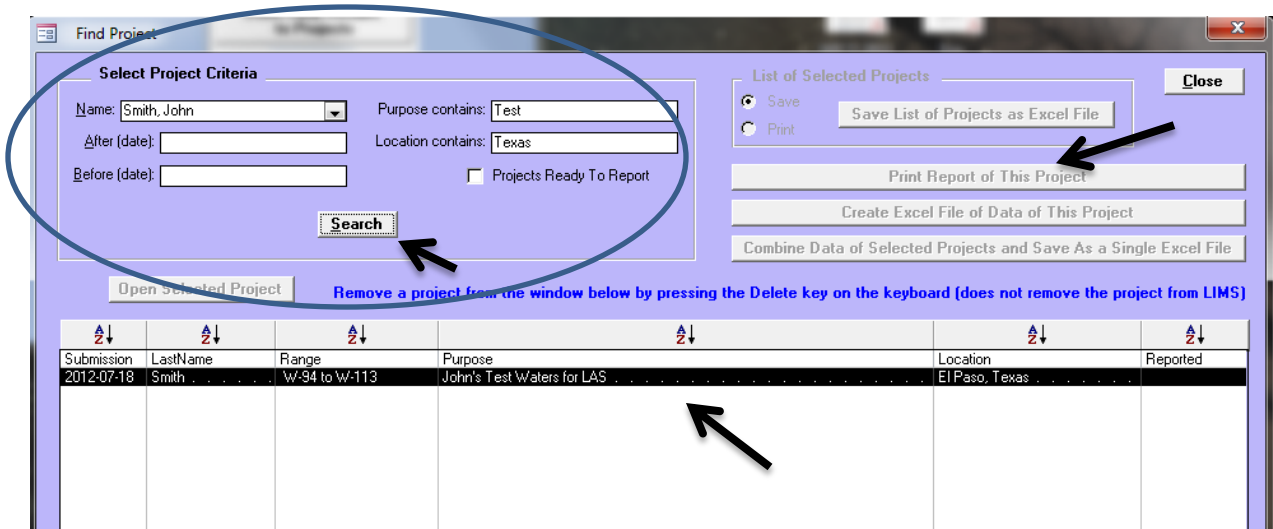 to Projects
Find Project
Select Project Criteria
Name: Smith, John
Purpose contains: Test
After (date):
Location contains: Texas
Before (date):
Projects Ready To Report
Search
List of Selected Projects
Save
Print
Save List of Projects as Excel File
Close
Print Report of This Project
Create Excel File of Data of This Project
Combine Data of Selected Projects and Save As a Single Excel File
Open Selected Project
Remove a project from the window below by pressing the Delete key on the keyboard (does not remove the project from LIMS)
A Z A Z A Z A Z A Z A Z
Submission LastName Range Purpose Location Reported
2012-07-18 Smith . . . . . . W-94 to W-113 John's Test Waters for LAS . . . . . . . . . . . . . . . . . . . . . . . . El Paso, Texas . . . . . . .